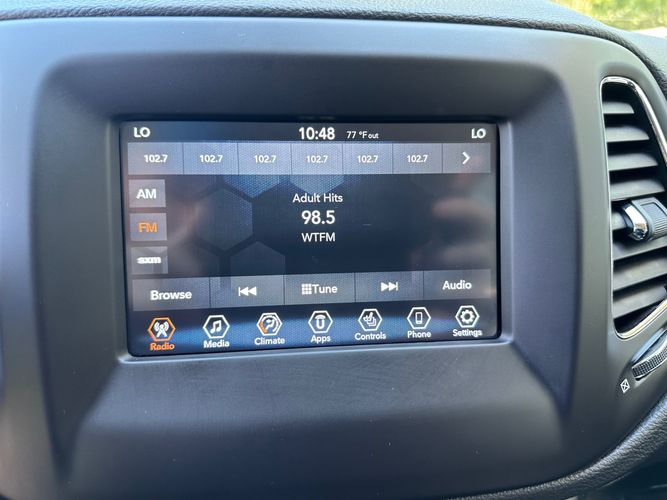 LO 10:48 77 °F out LO
102.7 102.7 102.7 102.7 102.7 102.7
AM
Adult Hits
98.5
FM
WTFM
sxm
Browse Tune Audio
Radio Media Climate Apps Controls Phone Settings